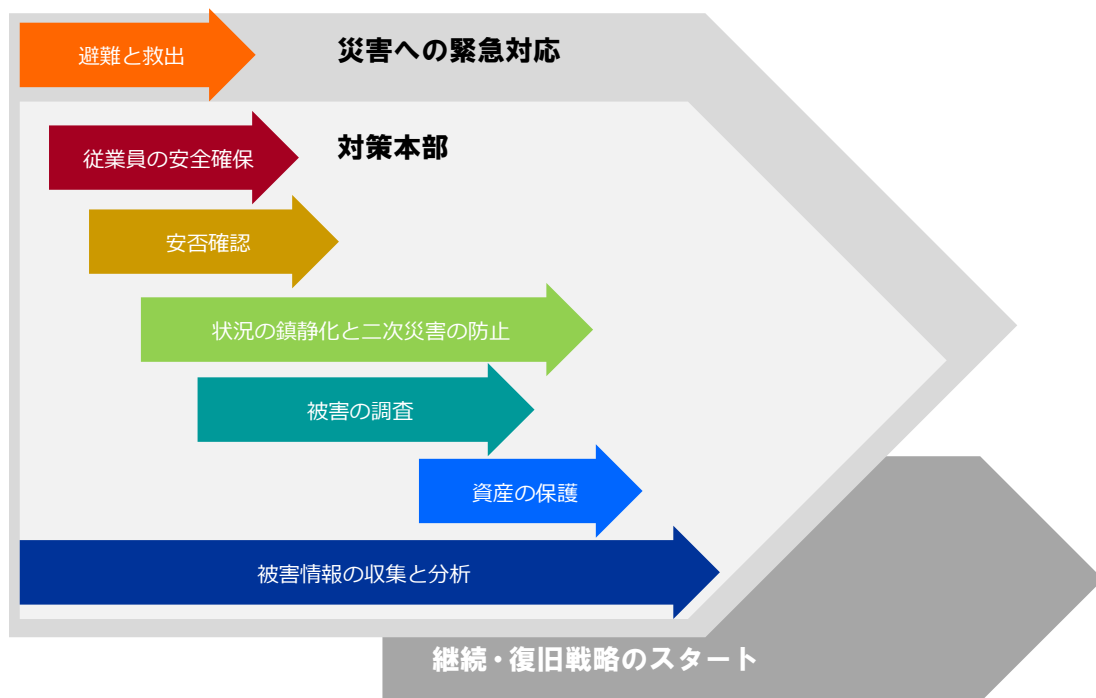 避難と救出
災害への緊急対応
対策本部
従業員の安全確保
安否確認
状況の鎮静化と二次災害の防止
被害の調査
資産の保護
被害情報の収集と分析
継続・復旧戦略のスタート